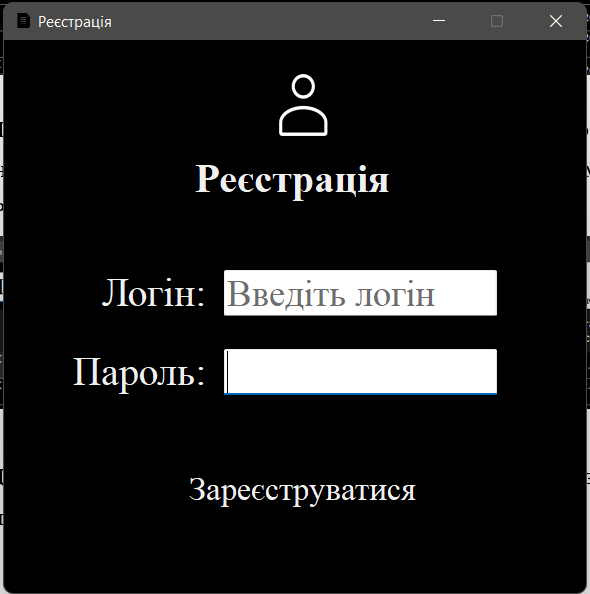 Реєстрація
Реєстрація
Логін: Введіть логін
Пароль:
Зареєструватися